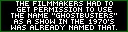 THE FILMMAKERS HAD TO
GET PERMISSION TO USE
THE NAME "GHOSTBUSTERS"
AS A SHOW IN THE 1970'S
WAS ALREADY NAMED THAT.